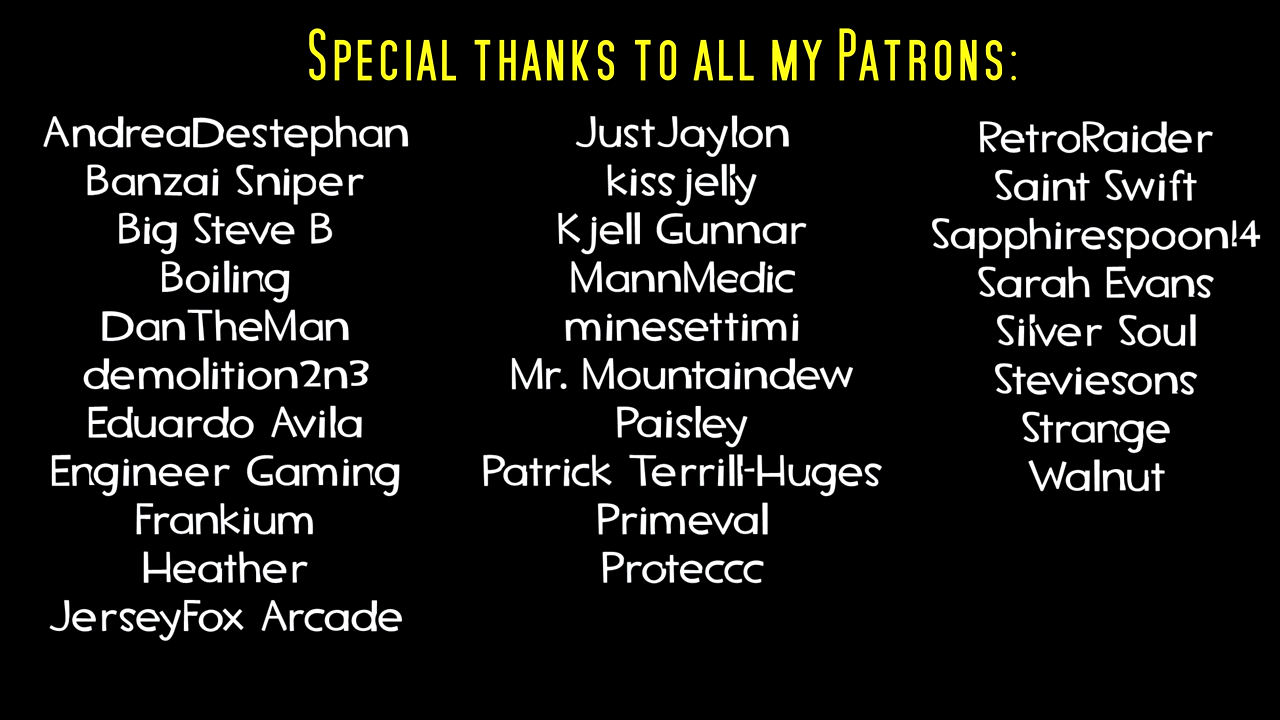 Special thanks to all my Patrons:
AndreaDestephan
Banzai Sniper
Big Steve B
Boiling
DanTheMan
demolition2n3
Eduardo Avila
Engineer Gaming
Frankium
Heather
JerseyFox Arcade
JustJaylon
kissjelly
Kjell Gunnar
MannMedic
minesettimi
Mr. Mountaindew
Paisley
Patrick Terrill-Huges
Primeval
Proteccc
RetroRaider
Saint Swift
Sapphirespoon!4
Sarah Evans
Silver Soul
Steviesons
Strange
Walnut